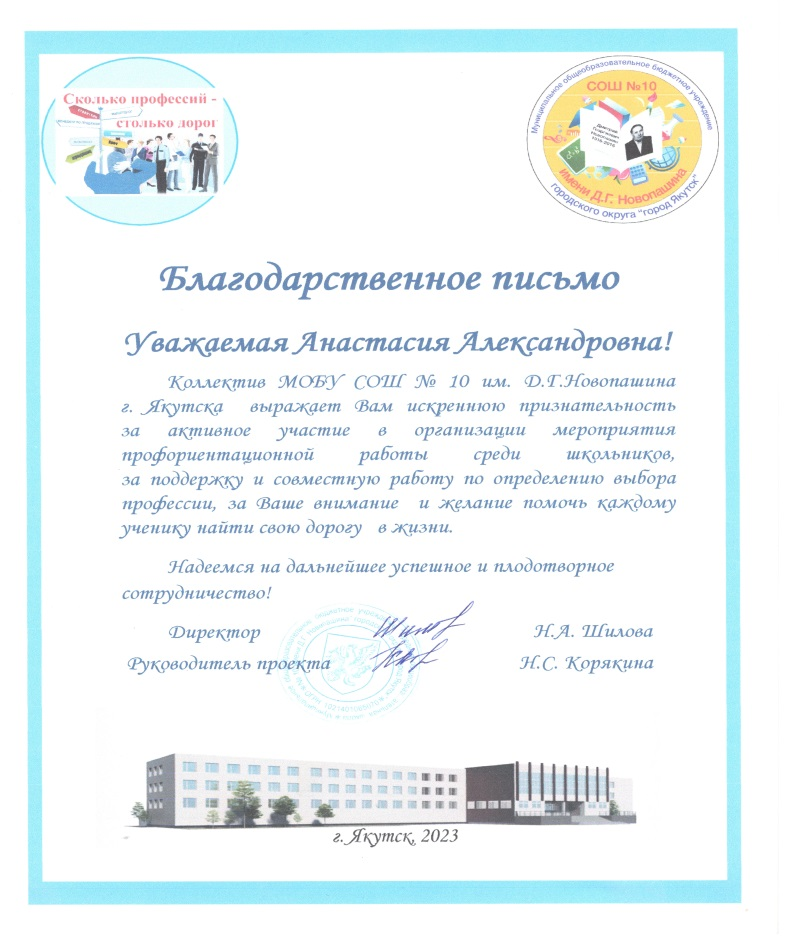 Сколько профессий -
столько дорог
Муниципальное общеобразовательное бюджетное учреждение
СОШ №10
Дмитрий
Георгиевич
Новопашин
имени Д.Г. Новопашина
городского округа "город Якутск"
Благодарственное письмо
Уважаемая Анастасия Александровна!
Коллектив МОБУ СОШ № 10 им. Д.Г.Новопашина
г. Якутска выражает Вам искреннюю признательность
за активное участие в организации мероприятия
профориентационной работы среди школьников,
за поддержку и совместную работу по определению выбора
профессии, за Ваше внимание и желание помочь каждому
ученику найти свою дорогу в жизни.
Надеемся на дальнейшее успешное и плодотворное
сотрудничество!
Директор Н.А. Шилова
Руководитель проекта Н.С. Корякина
г. Якутск, 2023